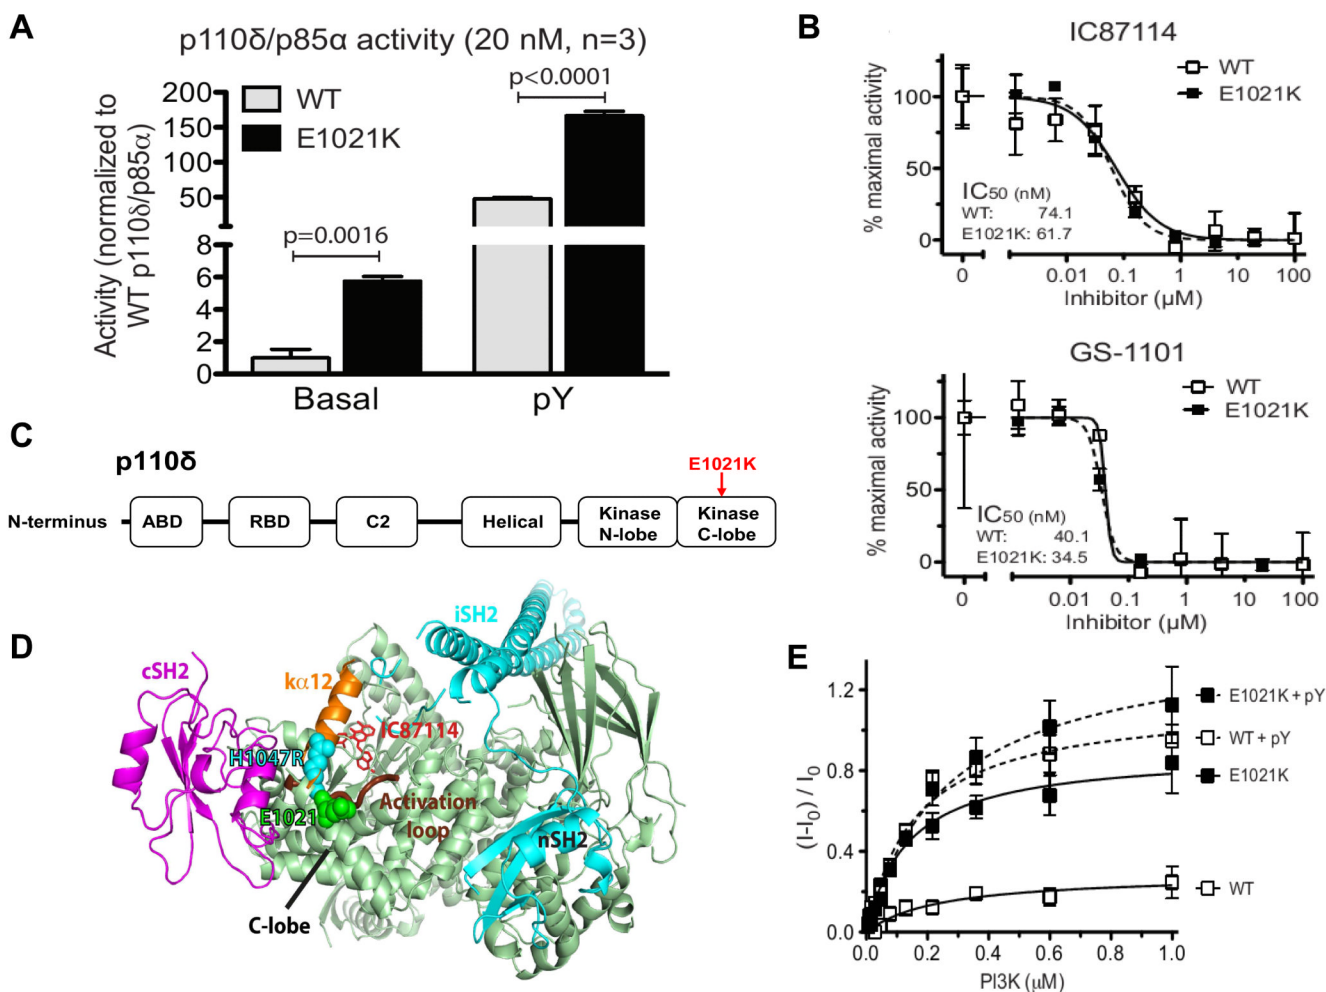 A
p110δ/p85α activity (20 nM, n=3)
p<0.0001
Activity (normalized to
WT p110δ/p85α)
200
150
100
50
8
6
4
2
0
WT
E1021K
p=0.0016
Basal
pY
B
IC87114
WT
E1021K
% maximal activity
100
50
0
IC50 (nM)
WT: 74.1
E1021K: 61.7
0
0.01
0.1
1
10
100
Inhibitor (µM)
GS-1101
WT
E1021K
% maximal activity
100
50
0
IC50 (nM)
WT: 40.1
E1021K: 34.5
0
0.01
0.1
1
10
100
Inhibitor (µM)
C
p110δ
E1021K
N-terminus
ABD
RBD
C2
Helical
Kinase
N-lobe
Kinase
C-lobe
D
cSH2
kα12
iSH2
IC87114
H1047R
E1021
Activation
loop
nSH2
C-lobe
E
(I-I0) / I0
1.2
0.8
0.4
0.0
E1021K + pY
WT + pY
E1021K
WT
0.0
0.2
0.4
0.6
0.8
1.0
PI3K (µM)